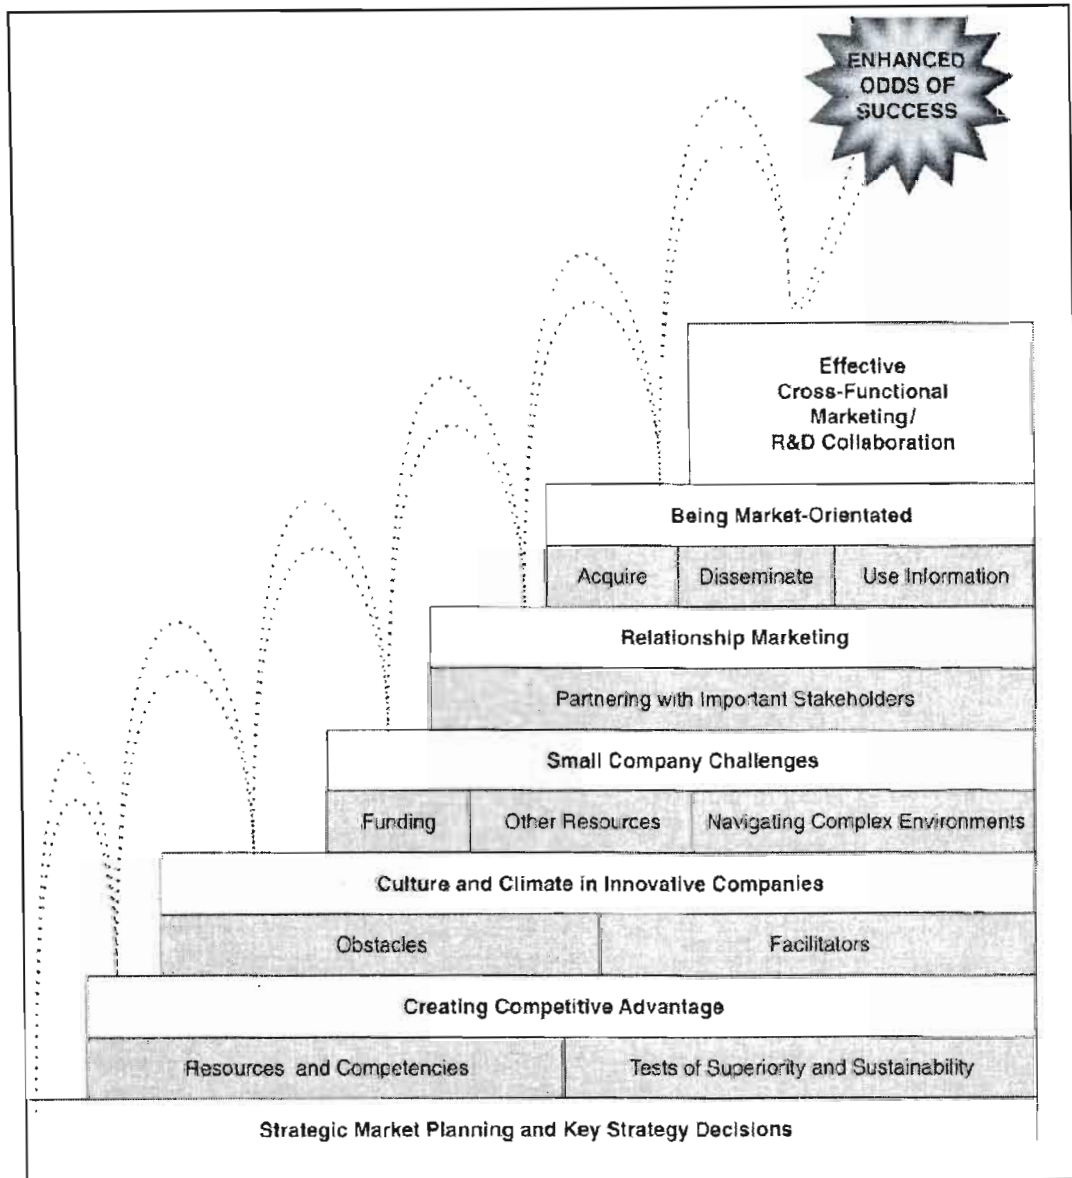 ENHANCED
ODDS OF
SUCCESS
Effective
Cross-Functional
Marketing/
R&D Collaboration
Being Market-Orientated
Acquire Disseminate Use Information
Relationship Marketing
Partnering with Important Stakeholders
Small Company Challenges
Funding Other Resources Navigating Complex Environments
Culture and Climate in Innovative Companies
Obstacles Facilitators
Creating Competitive Advantage
Resources and Competencies Tests of Superiority and Sustainability
Strategic Market Planning and Key Strategy Decisions